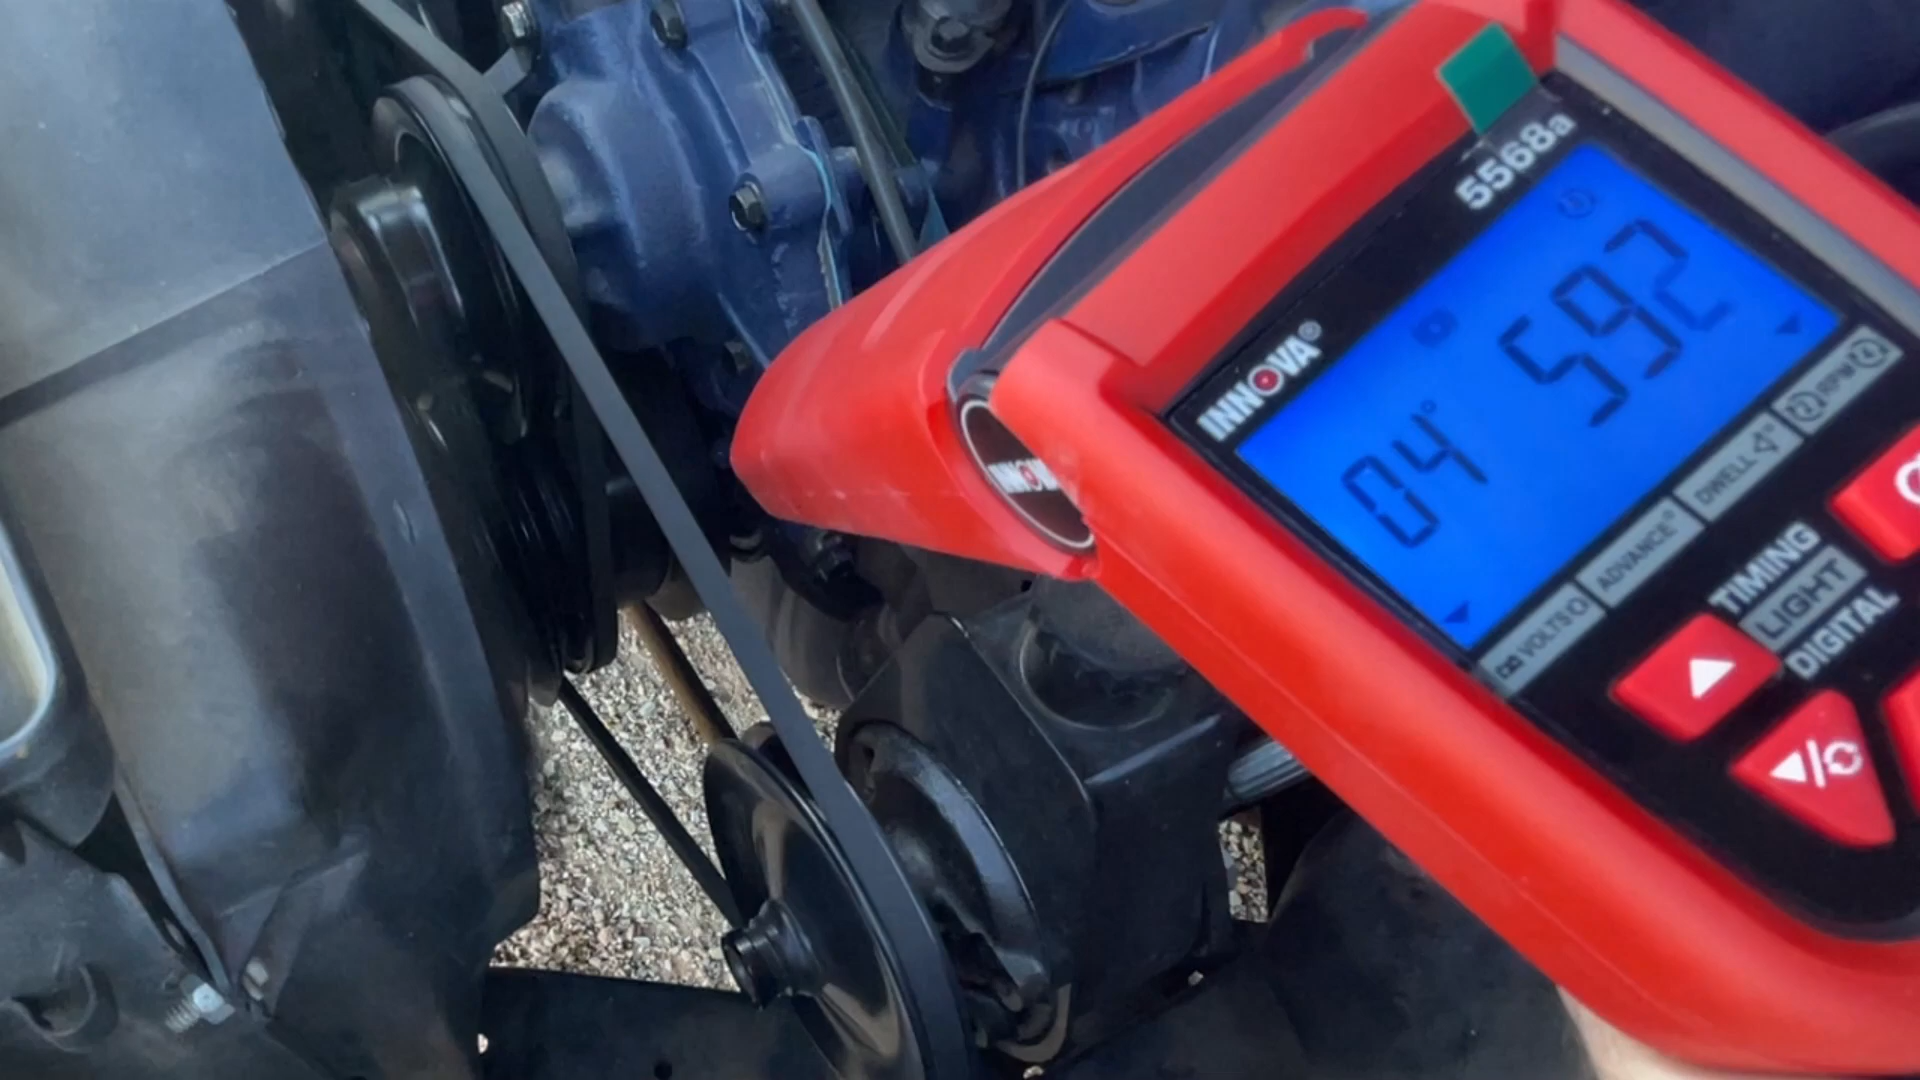 5568a
INNOVA®
04° 592
VOLTS
ADVANCE°
DWELL
RPM
TIMING
LIGHT
DIGITAL
INNOVA